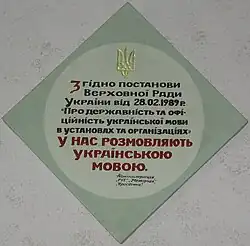 Згідно постанови
Верховної Ради
України від 28.02.1989 р.
"Про державність та офі-
ційність української мови
в установах та організаціях"
У НАС РОЗМОВЛЯЮТЬ
УКРАЇНСЬКОЮ
МОВОЮ.